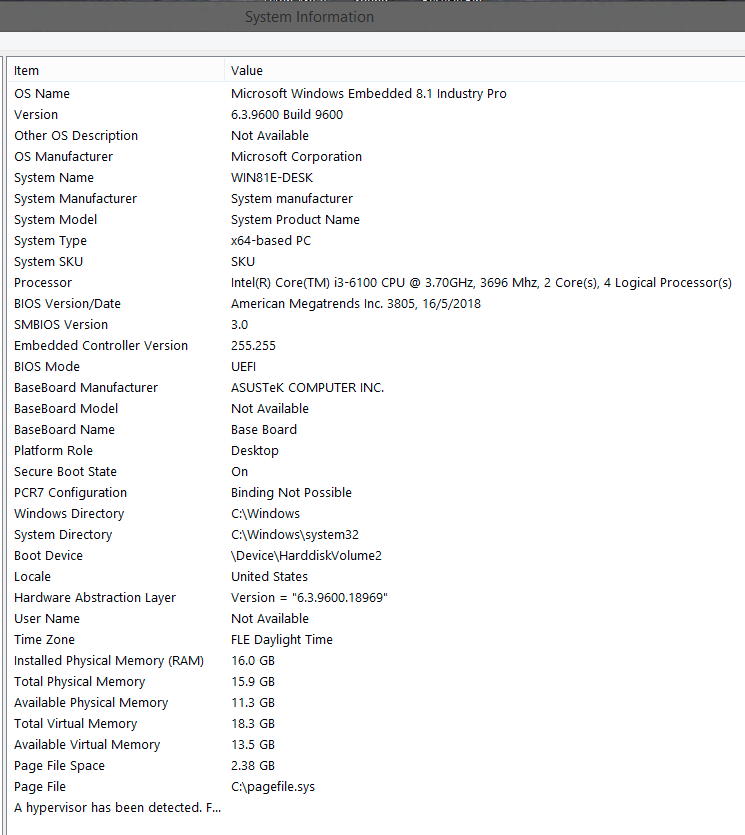 System Information
Item Value
OS Name Microsoft Windows Embedded 8.1 Industry Pro
Version 6.3.9600 Build 9600
Other OS Description Not Available
OS Manufacturer Microsoft Corporation
System Name WIN81E-DESK
System Manufacturer System manufacturer
System Model System Product Name
System Type x64-based PC
System SKU SKU
Processor Intel(R) Core(TM) i3-6100 CPU @ 3.70GHz, 3696 Mhz, 2 Core(s), 4 Logical Processor(s)
BIOS Version/Date American Megatrends Inc. 3805, 16/5/2018
SMBIOS Version 3.0
Embedded Controller Version 255.255
BIOS Mode UEFI
BaseBoard Manufacturer ASUSTeK COMPUTER INC.
BaseBoard Model Not Available
BaseBoard Name Base Board
Platform Role Desktop
Secure Boot State On
PCR7 Configuration Binding Not Possible
Windows Directory C:\Windows
System Directory C:\Windows\system32
Boot Device \Device\HarddiskVolume2
Locale United States
Hardware Abstraction Layer Version = "6.3.9600.18969"
User Name Not Available
Time Zone FLE Daylight Time
Installed Physical Memory (RAM) 16.0 GB
Total Physical Memory 15.9 GB
Available Physical Memory 11.3 GB
Total Virtual Memory 18.3 GB
Available Virtual Memory 13.5 GB
Page File Space 2.38 GB
Page File C:\pagefile.sys
A hypervisor has been detected. F...